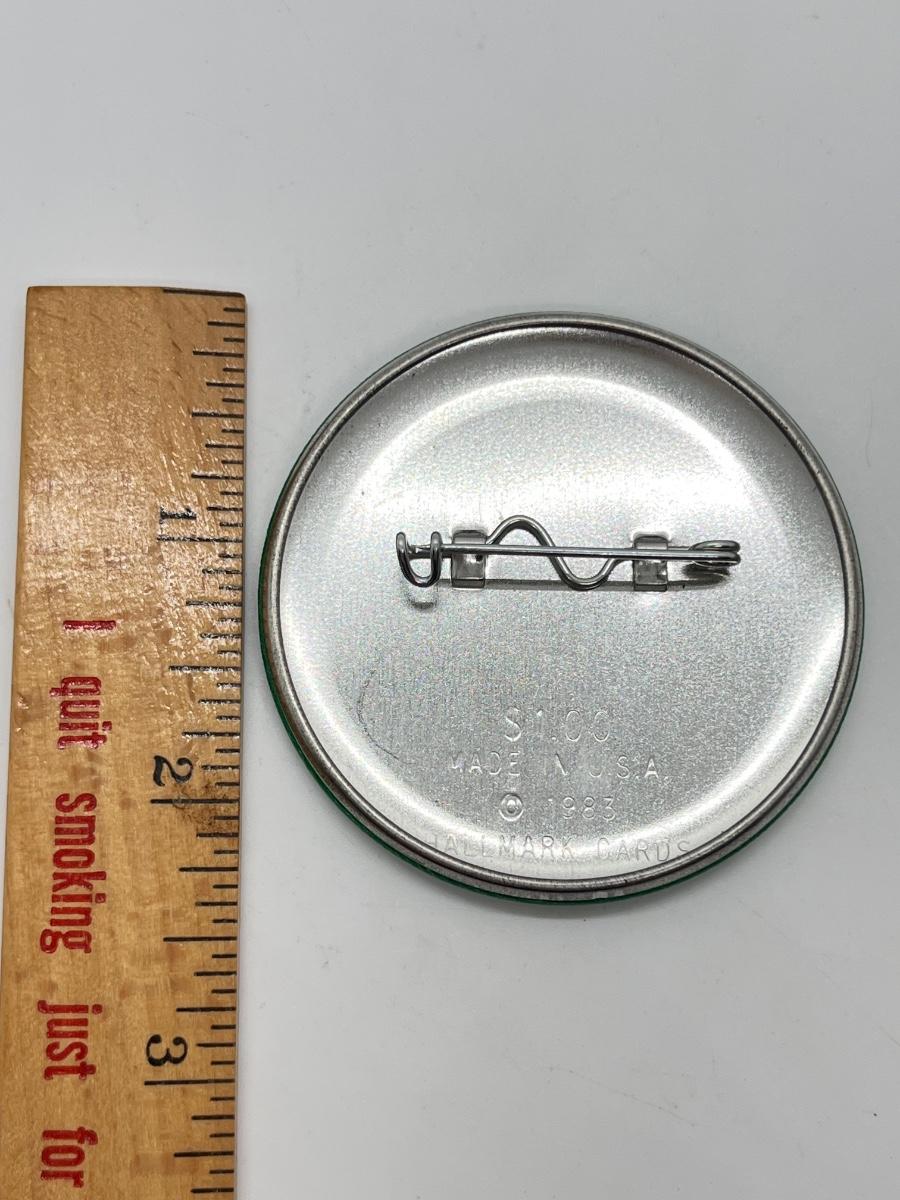 1
2
3
I quit smoking just for
$1.00
MADE IN U.S.A.
© 1983
HALLMARK CARDS